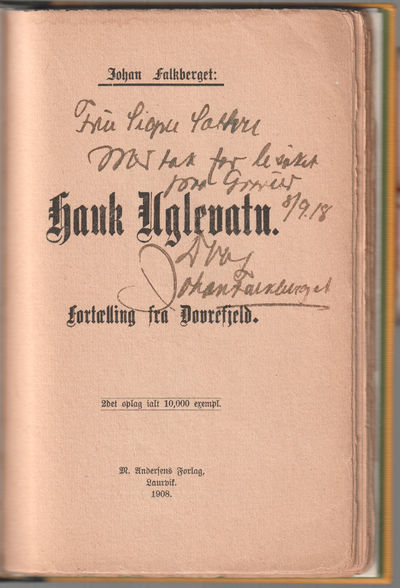 Johan Falkberget:
Fru Signe
Med tak for besøket
paa
8/9.18
Hauk Uglevatn.
Johan Falkberget
Fortælling fra Dovrefjeld.
2det oplag ialt 10,000 exempl.
M. Andersens Forlag,
Laurvik.
1908.